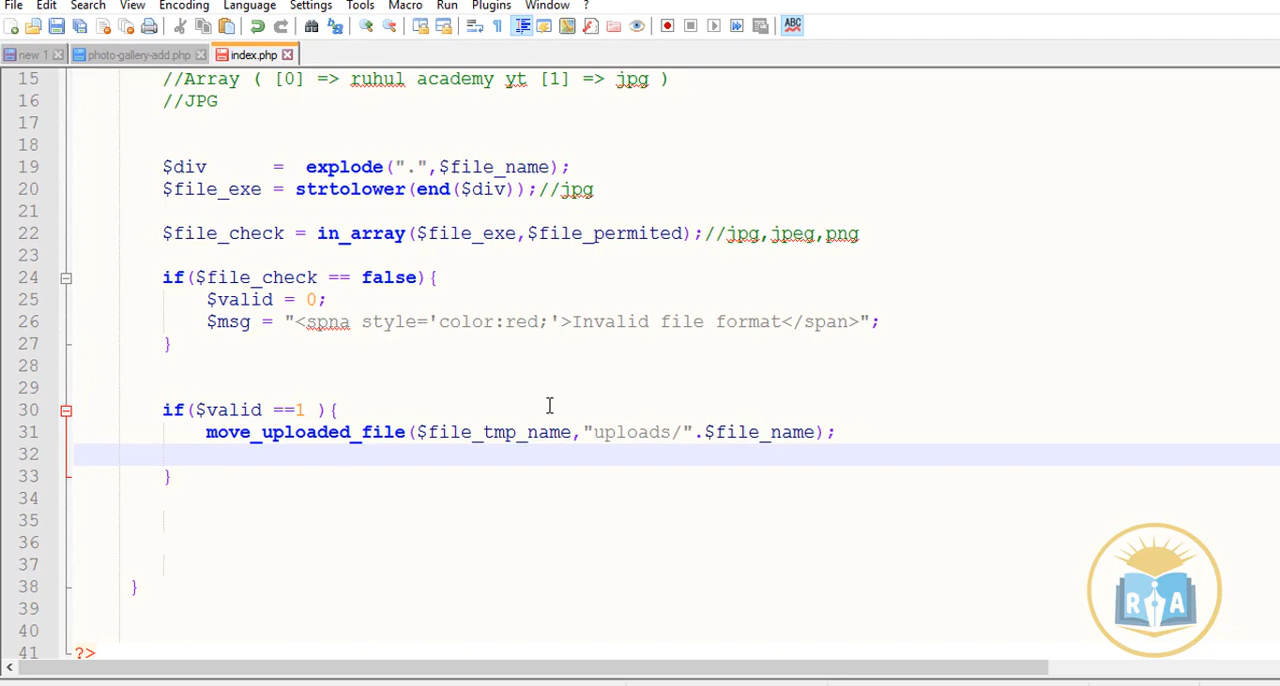 File Edit Search View Encoding Language Settings Tools Macro Run Plugins Window ?
ABC
new 1 photo-gallery-add.php index.php
15 //Array ( [0] => ruhul academy yt [1] => jpg )
16 //JPG
17
18
19 $div = explode(".",$file_name);
20 $file_exe = strtolower(end($div));//jpg
21
22 $file_check = in_array($file_exe,$file_permited);//jpg,jpeg,png
23
24 if($file_check == false){
25 $valid = 0;
26 $msg = "<spna style='color:red;'>Invalid file format</span>";
27 }
28
29
30 if($valid ==1 ){
31 move_uploaded_file($file_tmp_name,"uploads/".$file_name);
32
33 }
34
35
36
37
38 }
39
40
41 ?>
R A